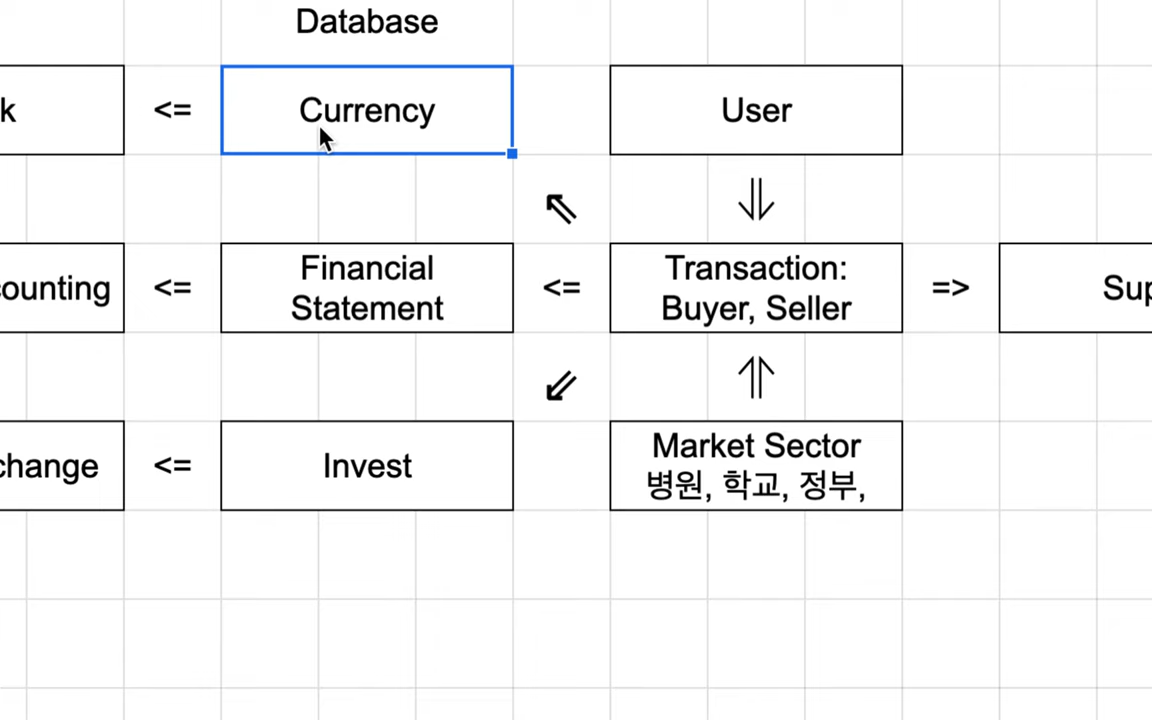 Database
k <= Currency User
⇖ ⇓
ounting <= Financial Statement <= Transaction: Buyer, Seller => Sup
⇙ ⇑
change <= Invest Market Sector
병원, 학교, 정부,